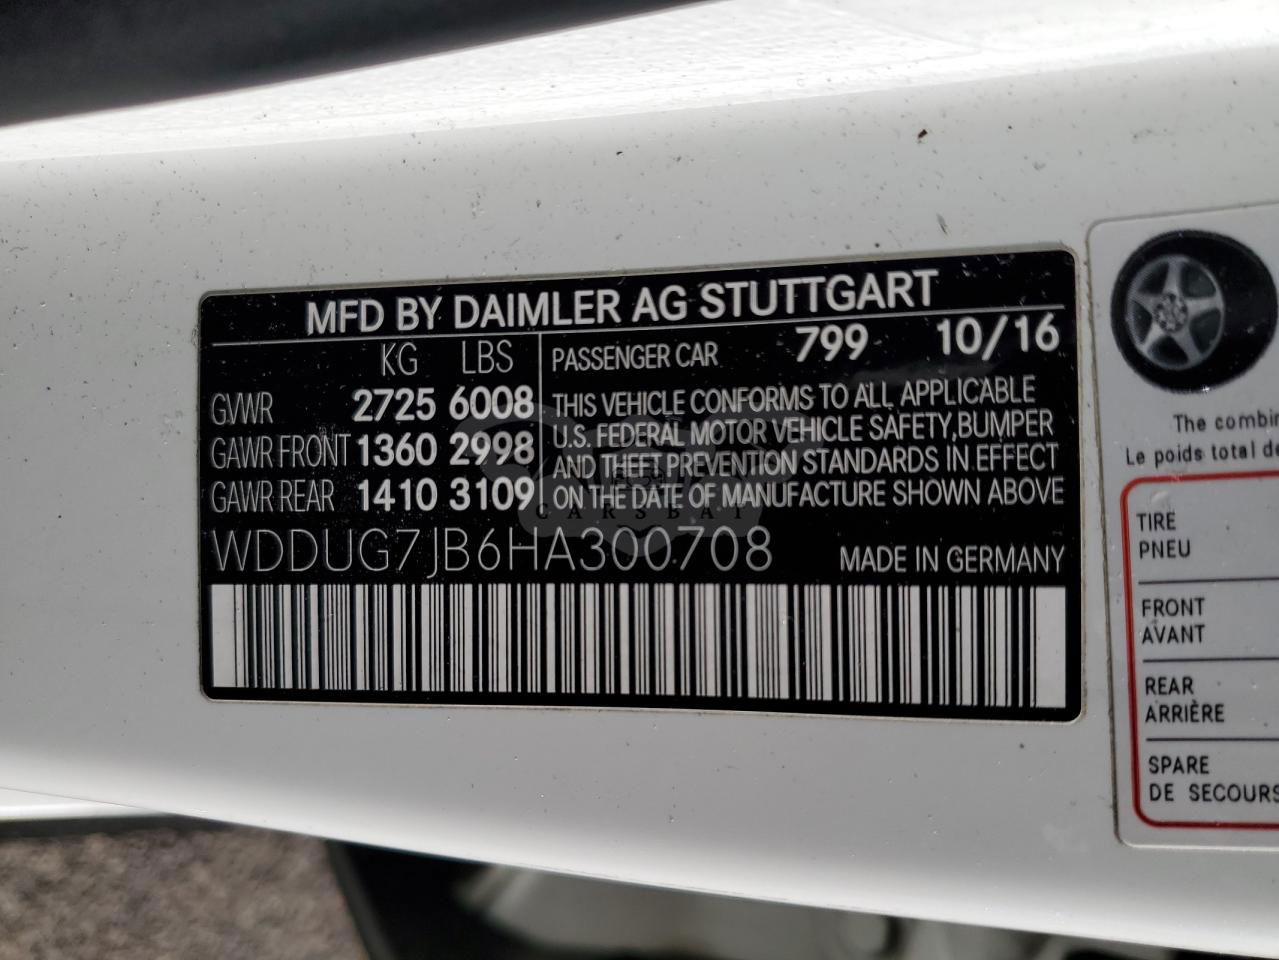 MFD BY DAIMLER AG STUTTGART
KG LBS PASSENGER CAR 799 10/16
GVWR 2725 6008 THIS VEHICLE CONFORMS TO ALL APPLICABLE
GAWR FRONT 1360 2998 U.S. FEDERAL MOTOR VEHICLE SAFETY, BUMPER
AND THEFT PREVENTION STANDARDS IN EFFECT
GAWR REAR 1410 3109 ON THE DATE OF MANUFACTURE SHOWN ABOVE
WDDUG7JB6HA300708 MADE IN GERMANY
CARSBAT
The combi
Le poids total de
TIRE
PNEU
FRONT
AVANT
REAR
ARRIÈRE
SPARE
DE SECOURS